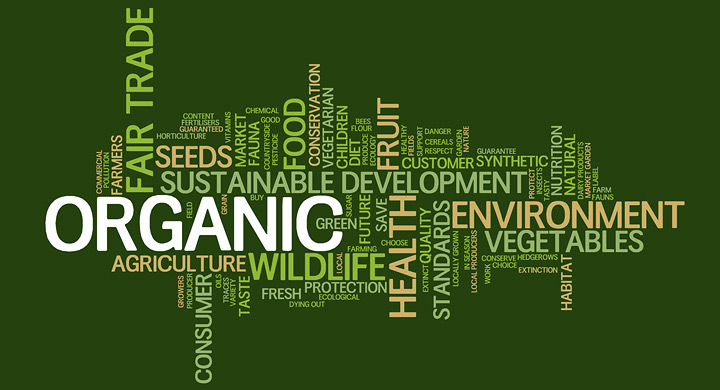 FAIR TRADE
CONTENT
FERTILISERS
GUARANTEED
HORTICULTURE
VITAMINS
CHEMICAL
MARKET
FAUNA
COUNTRYSIDE
GOOD
PESTICIDE
FOOD
CONSERVATION
VEGETARIAN
CHILDREN
BEES
FLOUR
DIET
PRODUCE
ECOLOGY
FRUIT
HEALTHY
FIELDS
SUPPORT
DANGER
CEREALS
RESPECT
GARDEN
NATURE
COMMERCIAL
POLLUTION
FARMERS
SEEDS
CUSTOMER
GUARANTEE
SYNTHETIC
NUTRITION
NATURAL
DAIRY PRODUCTS
MARKET GARDEN
SUSTAINABLE DEVELOPMENT
PROTECT
INSECTS
TASTY
LABEL
FARM
FAUNS
ORGANIC
FIELD
GRAIN
BUY
GREEN
SUGAR
FUTURE
SAVE
HEALTH
QUALITY
STANDARDS
ENVIRONMENT
VEGETABLES
AGRICULTURE
WILDLIFE
LOCAL
FARMING
CHOOSE
EXTINCT
LOCALLY GROWN
IN SEASON
LOCAL PRODUCERS
WORK
CONSERVE
HEDGEROWS
CHOICE
EXTINCTION
HABITAT
GROWERS
PRODUCER
CONSUMER
OILS
TRACES
VARIETY
TASTE
FRESH
PROTECTION
ECOLOGICAL
DYING OUT